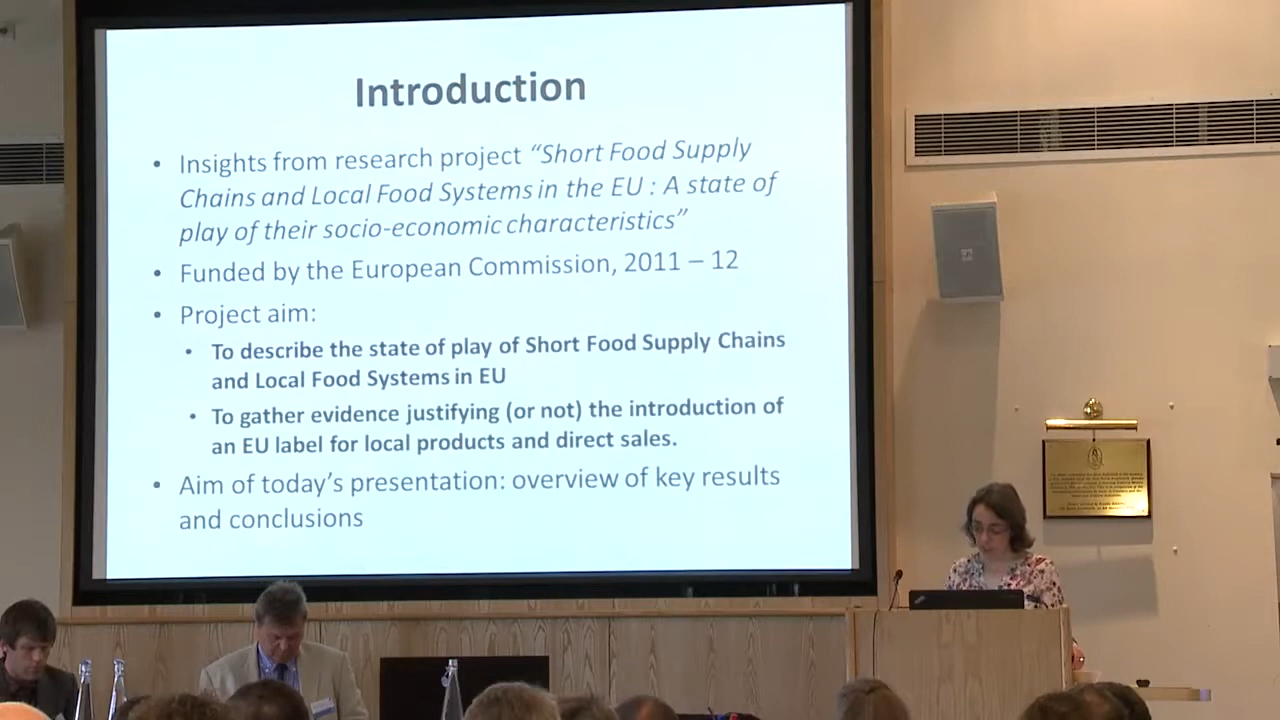 Introduction
• Insights from research project “Short Food Supply
Chains and Local Food Systems in the EU : A state of
play of their socio-economic characteristics”
• Funded by the European Commission, 2011 – 12
• Project aim:
• To describe the state of play of Short Food Supply Chains
and Local Food Systems in EU
• To gather evidence justifying (or not) the introduction of
an EU label for local products and direct sales.
• Aim of today’s presentation: overview of key results
and conclusions